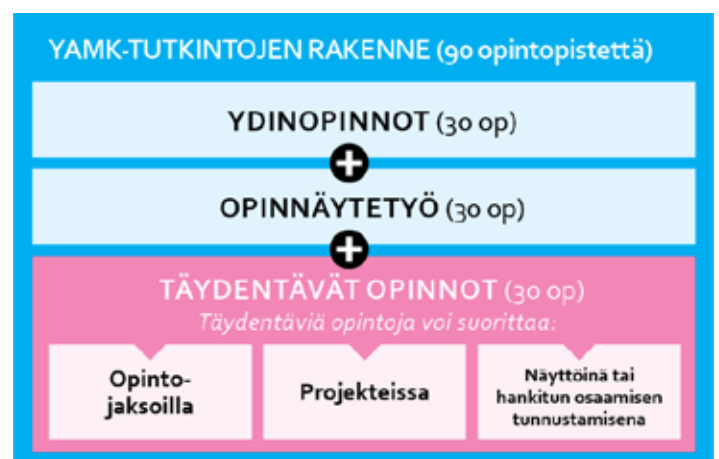 YAMK-TUTKINTOJEN RAKENNE (90 opintopistettä)
YDINOPINNOT (30 op)
+
OPINNÄYTETYÖ (30 op)
+
TÄYDENTÄVÄT OPINNOT (30 op)
Täydentäviä opintoja voi suorittaa:
Opinto-
jaksoilla
Projekteissa
Näyttöinä tai
hankitun osaamisen
tunnustamisena